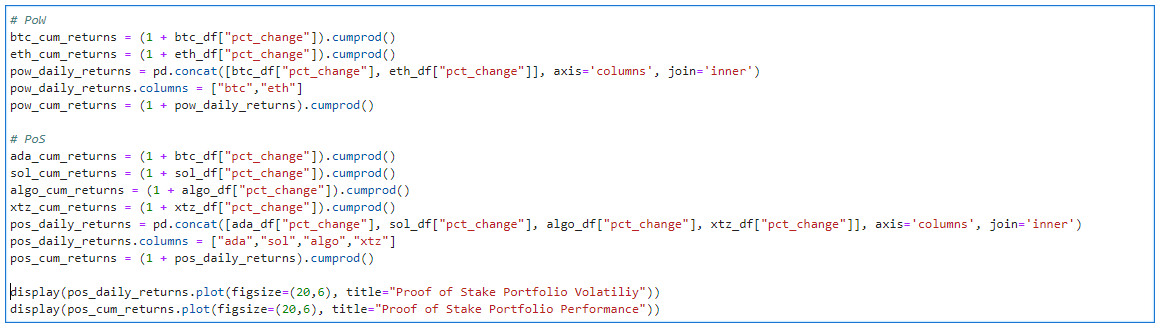 # PoW
btc_cum_returns = (1 + btc_df["pct_change"]).cumprod()
eth_cum_returns = (1 + eth_df["pct_change"]).cumprod()
pow_daily_returns = pd.concat([btc_df["pct_change"], eth_df["pct_change"]], axis='columns', join='inner')
pow_daily_returns.columns = ["btc","eth"]
pow_cum_returns = (1 + pow_daily_returns).cumprod()

# PoS
ada_cum_returns = (1 + btc_df["pct_change"]).cumprod()
sol_cum_returns = (1 + sol_df["pct_change"]).cumprod()
algo_cum_returns = (1 + algo_df["pct_change"]).cumprod()
xtz_cum_returns = (1 + xtz_df["pct_change"]).cumprod()
pos_daily_returns = pd.concat([ada_df["pct_change"], sol_df["pct_change"], algo_df["pct_change"], xtz_df["pct_change"]], axis='columns', join='inner')
pos_daily_returns.columns = ["ada","sol","algo","xtz"]
pos_cum_returns = (1 + pos_daily_returns).cumprod()

display(pos_daily_returns.plot(figsize=(20,6), title="Proof of Stake Portfolio Volatiliy"))
display(pos_cum_returns.plot(figsize=(20,6), title="Proof of Stake Portfolio Performance"))